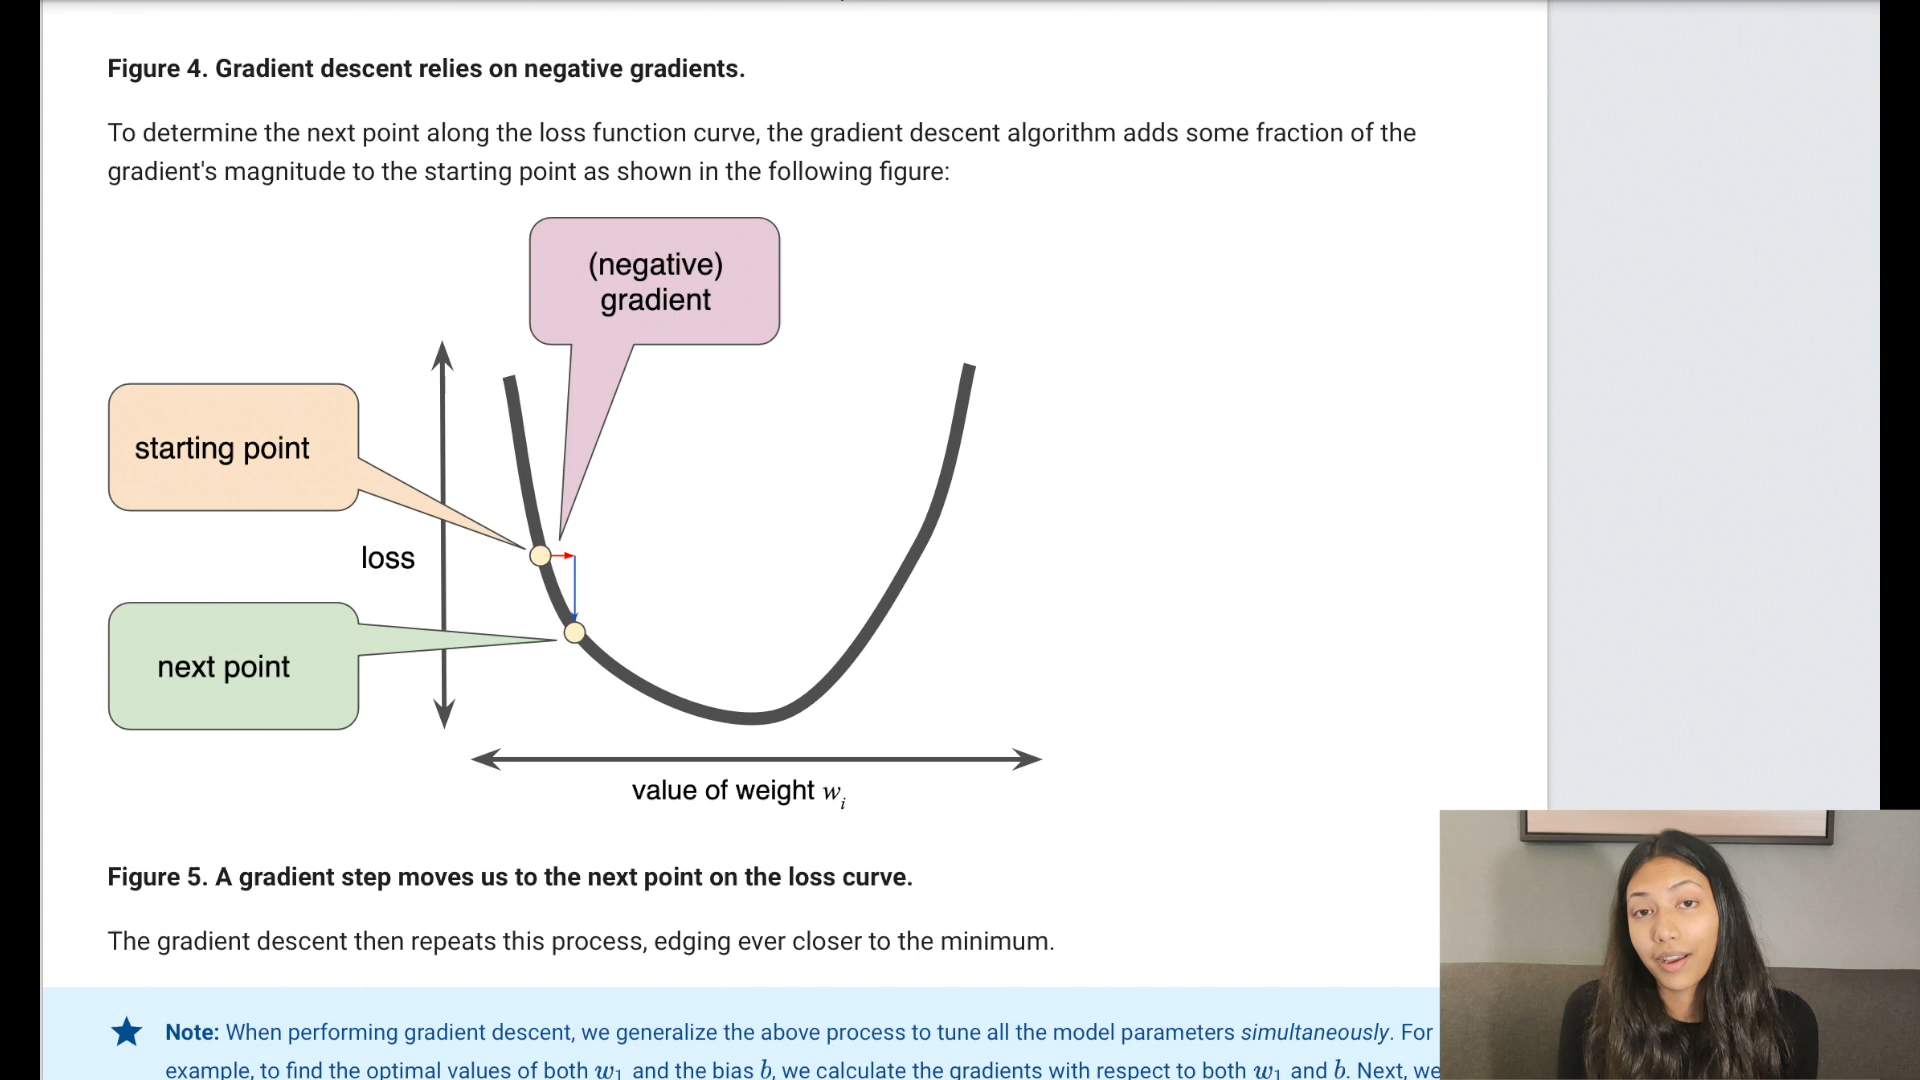 Figure 4. Gradient descent relies on negative gradients.
To determine the next point along the loss function curve, the gradient descent algorithm adds some fraction of the
gradient's magnitude to the starting point as shown in the following figure:
(negative)
gradient
starting point
loss
next point
value of weight wᵢ
Figure 5. A gradient step moves us to the next point on the loss curve.
The gradient descent then repeats this process, edging ever closer to the minimum.
Note: When performing gradient descent, we generalize the above process to tune all the model parameters simultaneously. For
example, to find the optimal values of both w₁ and the bias b, we calculate the gradients with respect to both w₁ and b. Next, we